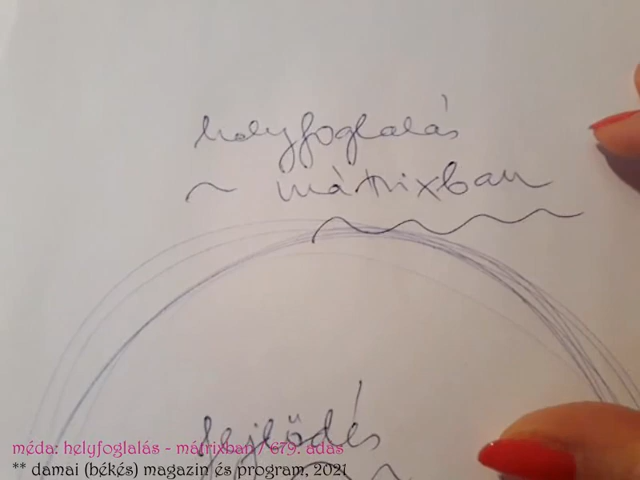 helyfoglalás
~ mátrixban
fejlődés
méda: helyfoglalás - mátrixban / 679. adás
** damai (békés) magazin és program, 2021